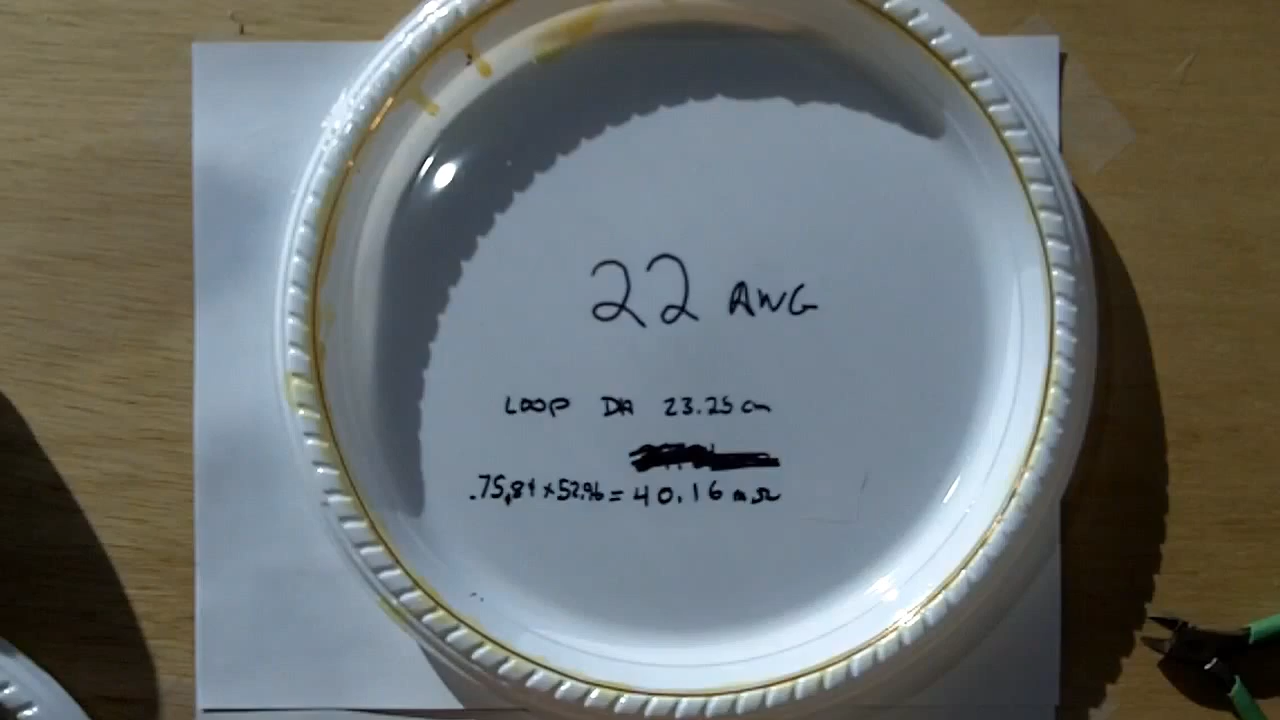 22 AWG
LOOP DIA 23.25 cm
.7584 x 52.96 = 40.16 mΩ